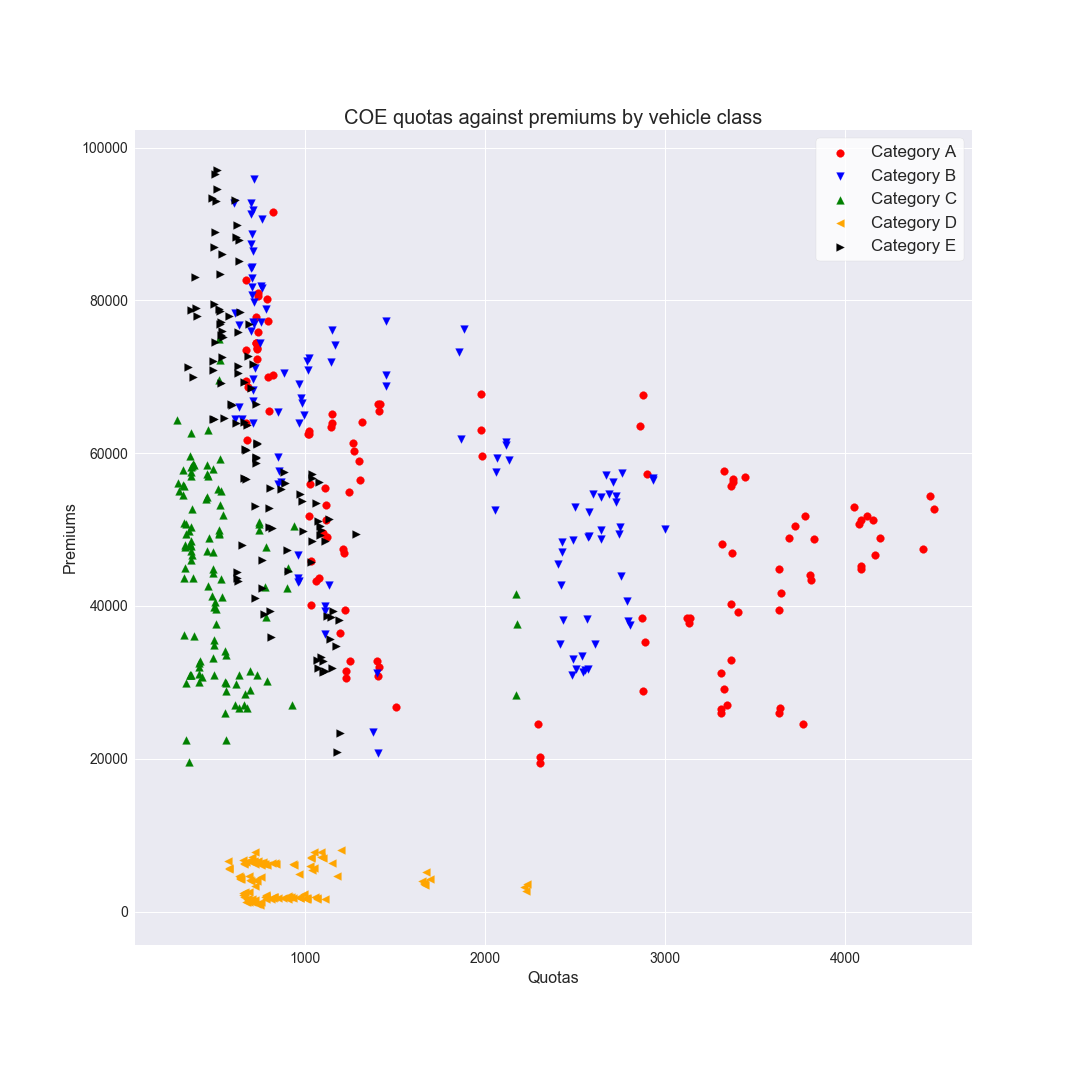 COE quotas against premiums by vehicle class
Category A
Category B
Category C
Category D
Category E
Premiums
100000
80000
60000
40000
20000
0
1000 2000 3000 4000
Quotas